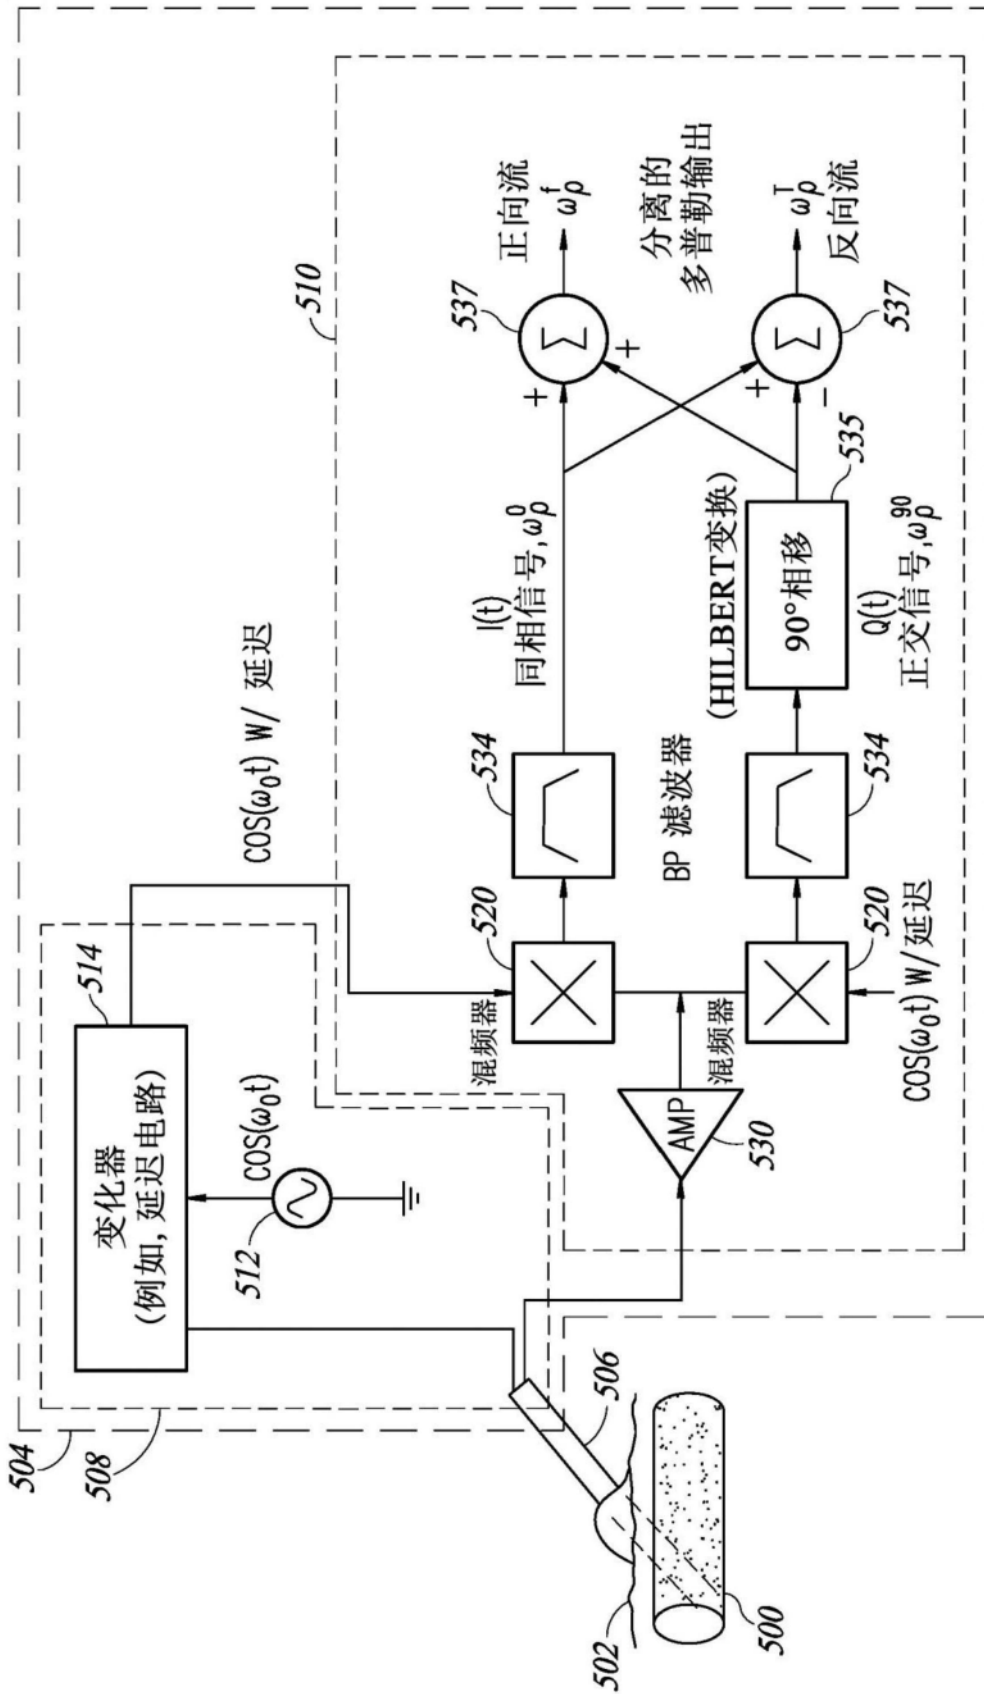 504
508
514
变化器
(例如,延迟电路)
COS(ω₀t)
512
COS(ω₀t) W/ 延迟
510
混频器
520
534
I(t)
同相信号,ωρ⁰
537
+
+
Σ
正向流
ωρᶠ
506
502
500
AMP
530
BP 滤波器
(HILBERT变换)
分离的
多普勒输出
混频器
520
COS(ω₀t) W/延迟
534
90°相移
535
Q(t)
正交信号,ωρ⁹⁰
+
−
Σ
537
ωρᵀ
反向流